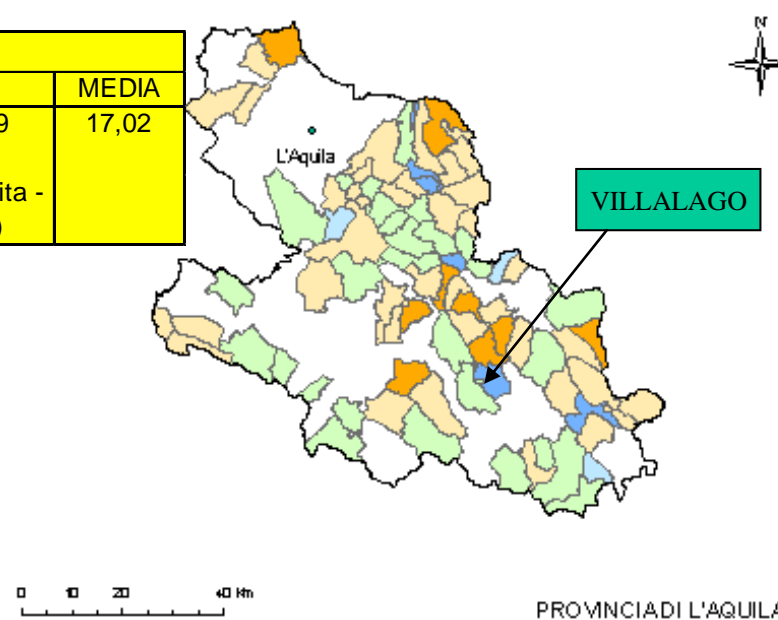 MEDIA
9 17,02
ita -
)
N
L'Aquila
VILLALAGO
0 10 20 40 Km
PROVINCIA DI L'AQUILA